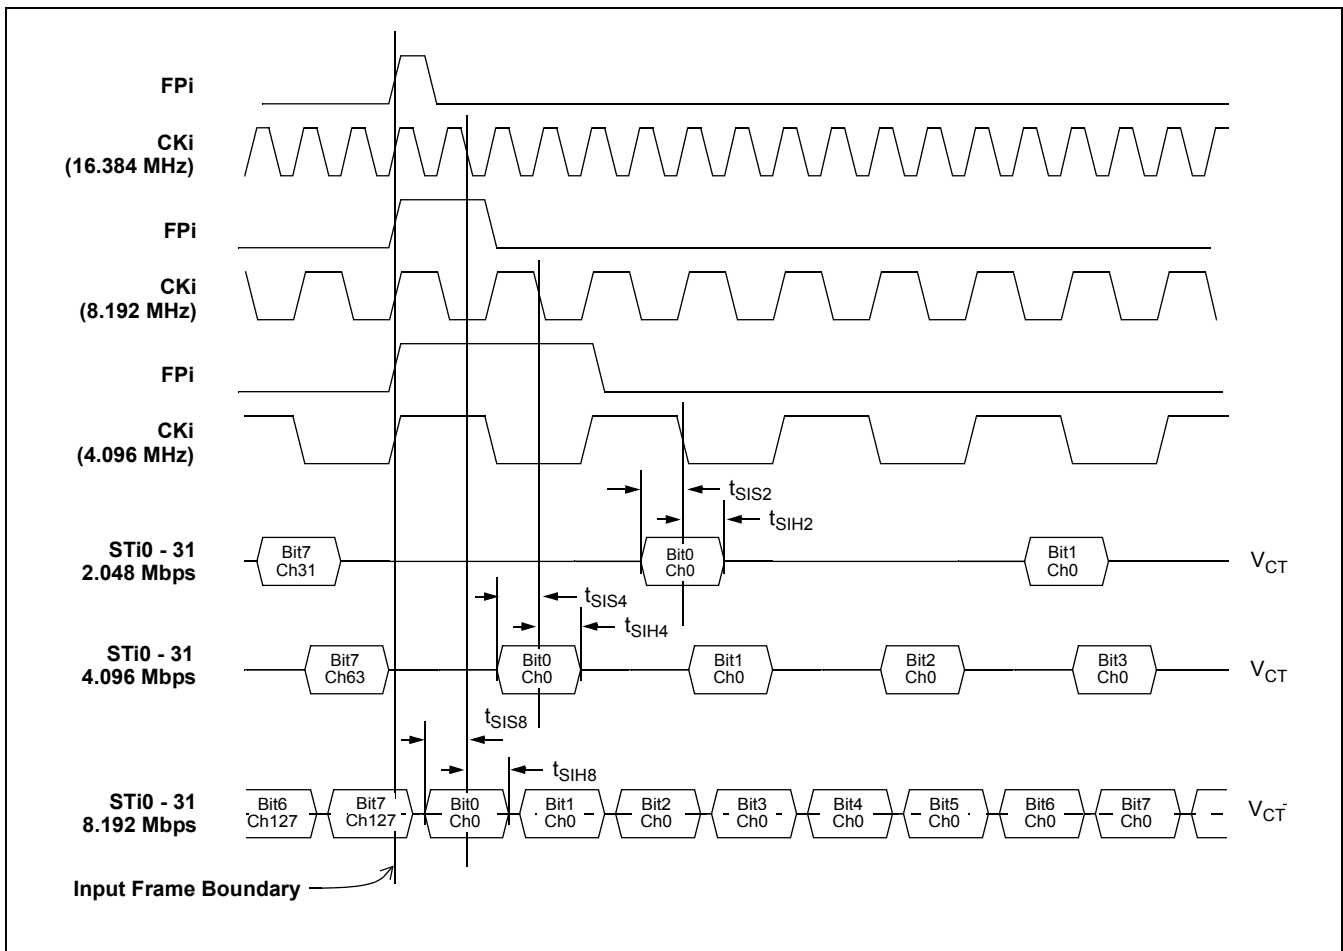 FPi
CKi
(16.384 MHz)
FPi
CKi
(8.192 MHz)
FPi
CKi
(4.096 MHz)
tSIS2
tSIH2
STi0 - 31
2.048 Mbps
Bit7
Ch31
Bit0
Ch0
Bit1
Ch0
VCT
tSIS4
tSIH4
STi0 - 31
4.096 Mbps
Bit7
Ch63
Bit0
Ch0
Bit1
Ch0
Bit2
Ch0
Bit3
Ch0
VCT
tSIS8
tSIH8
STi0 - 31
8.192 Mbps
Bit6
Ch127
Bit7
Ch127
Bit0
Ch0
Bit1
Ch0
Bit2
Ch0
Bit3
Ch0
Bit4
Ch0
Bit5
Ch0
Bit6
Ch0
Bit7
Ch0
VCT
Input Frame Boundary